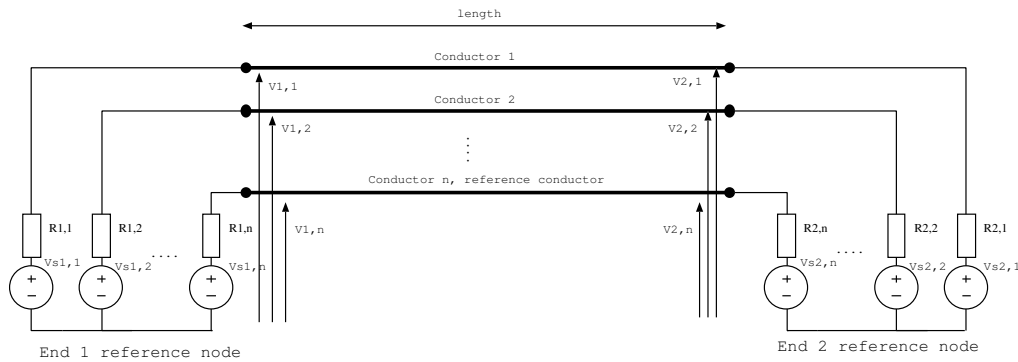 length
Conductor 1
V1,1
V2,1
Conductor 2
V1,2
V2,2
Conductor n, reference conductor
R1,1
R1,2
R1,n
V1,n
V2,n
R2,n
R2,2
R2,1
Vs1,1
Vs1,2
....
Vs1,n
Vs2,n
....
Vs2,2
Vs2,1
End 1 reference node
End 2 reference node